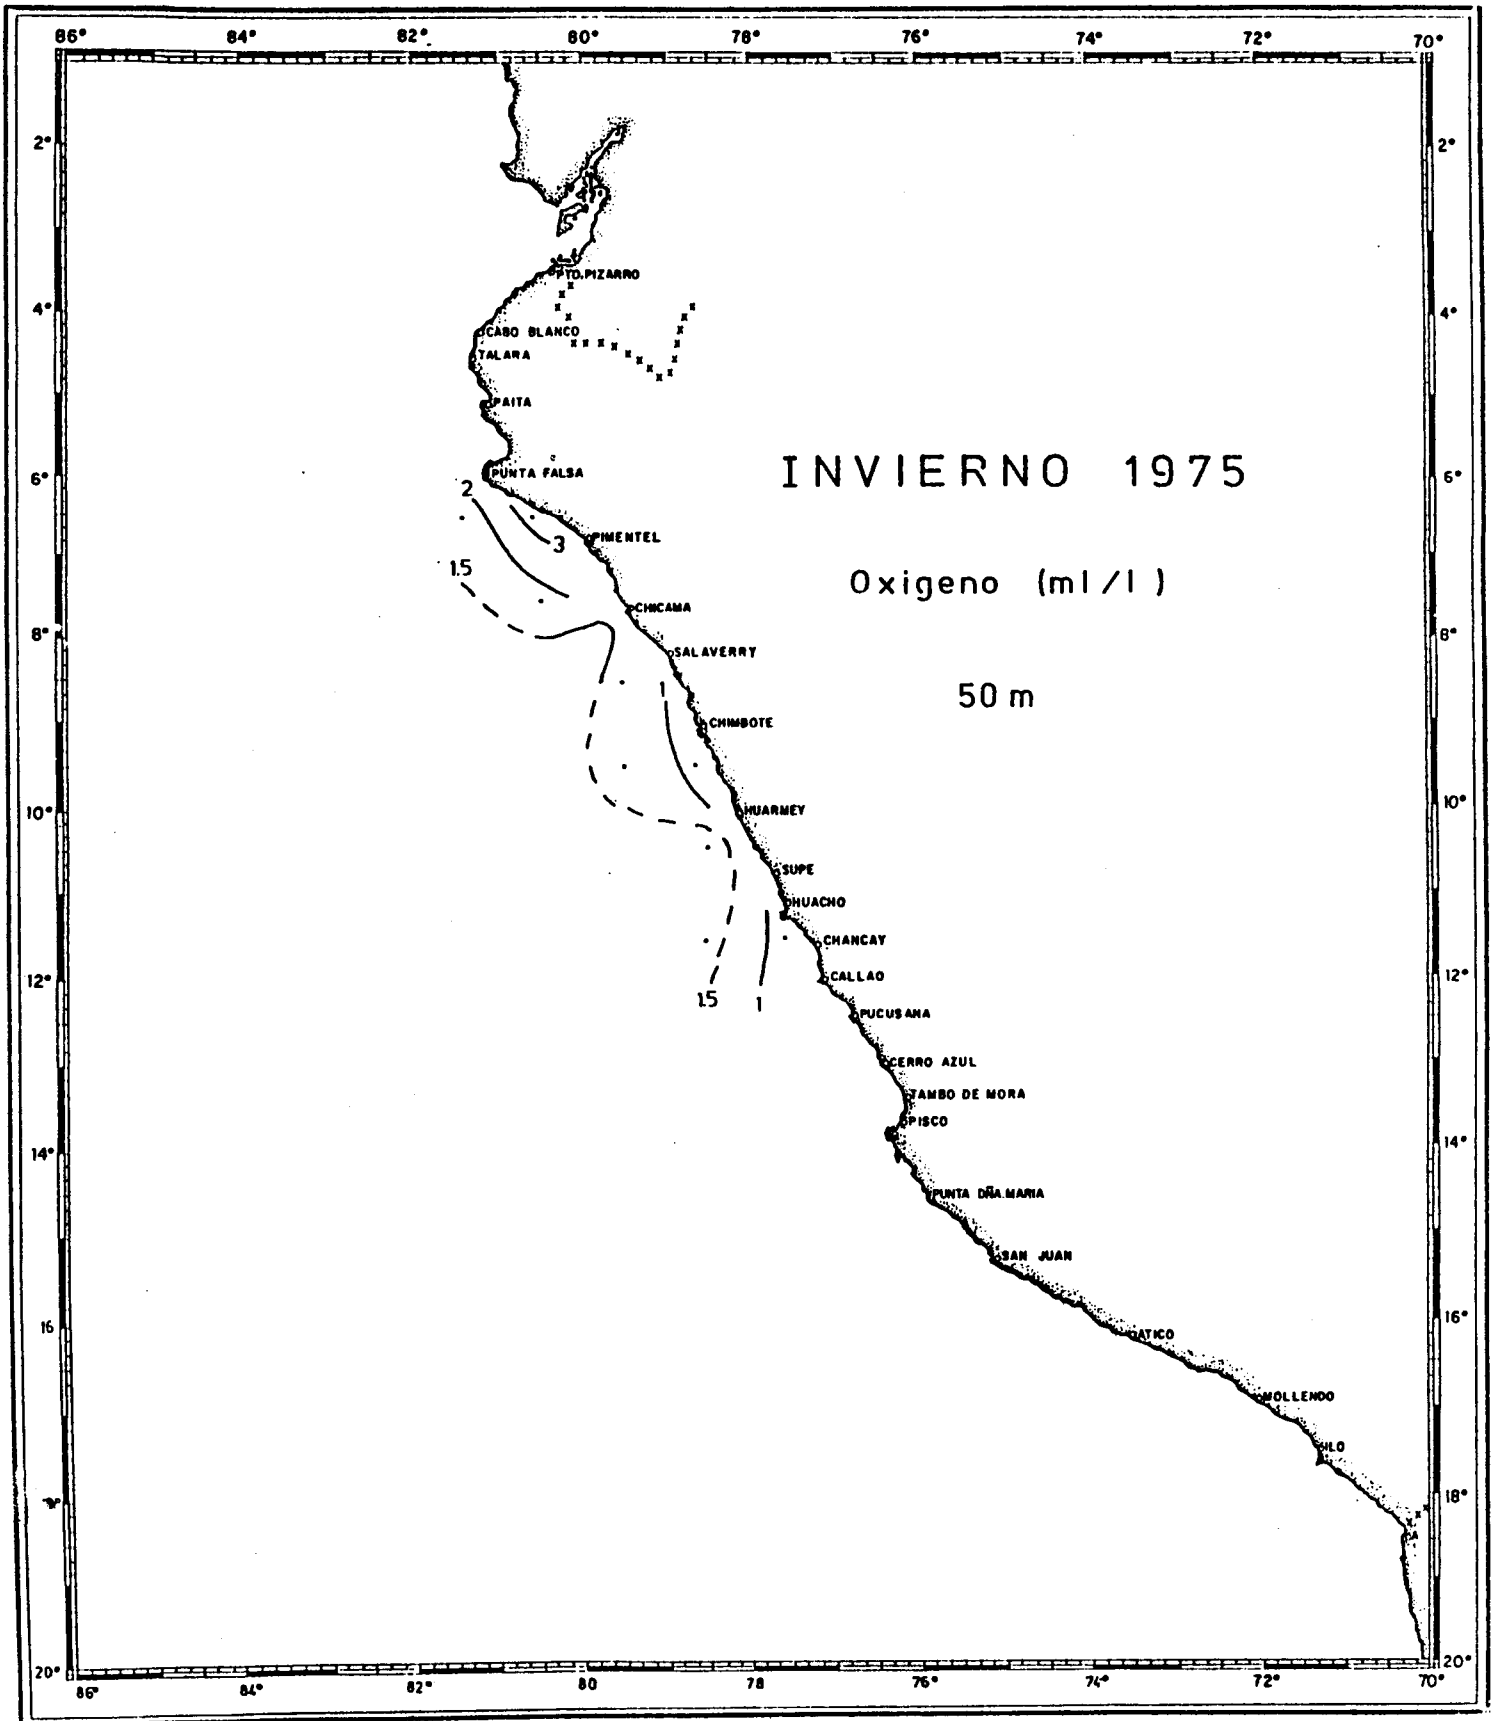 86° 84° 82° 80° 78° 76° 74° 72° 70°
2° 2°
PTO.PIZARRO
4° 4°
CABO BLANCO
TALARA
PAITA
INVIERNO 1975
6° PUNTA FALSA 6°
2
PIMENTEL
3
1.5
Oxigeno (ml/l)
CHICAMA
8° 8°
SALAVERRY
1
50 m
CHIMBOTE
10° HUARMEY 10°
SUPE
HUACHO
CHANCAY
12° CALLAO 12°
1.5 1
PUCUSANA
CERRO AZUL
TAMBO DE MORA
PISCO
14° 14°
PUNTA DÑA.MARIA
SAN JUAN
16 16°
ATICO
MOLLENDO
ILO
18°
A
20° 20°
86° 84° 82° 80 78° 76° 74° 72° 70°